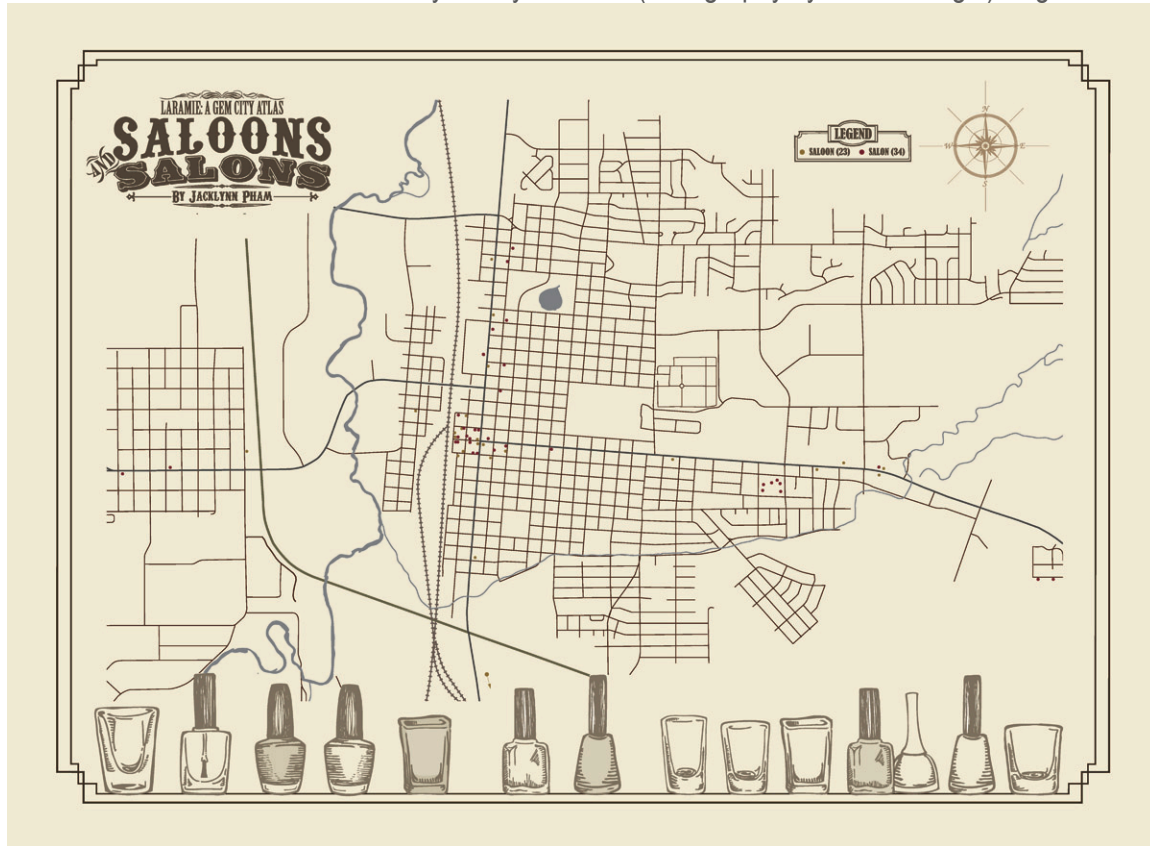 LARAMIE: A GEM CITY ATLAS
SALOONS
AND
SALONS
BY JACKLYNN PHAM
LEGEND
SALOON (23) SALON (34)
N
W E
S